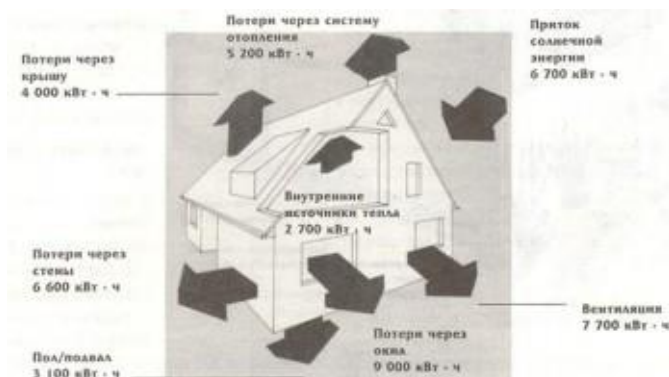 Потери через систему
отопления
5 200 кВт · ч
Приток
солнечной
энергии
6 700 кВт · ч
Потери через
крышу
4 000 кВт · ч
Внутренние
источники тепла
2 700 кВт · ч
Потери через
стены
6 600 кВт · ч
Вентиляция
7 700 кВт · ч
Потери через
окна
9 000 кВт · ч
Пол/подвал
3 100 кВт · ч